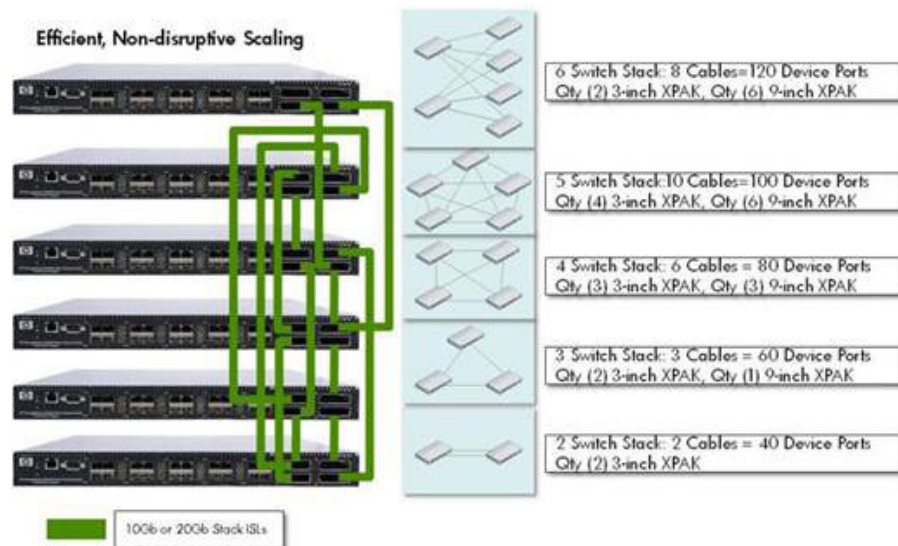 Efficient, Non-disruptive Scaling
6 Switch Stack: 8 Cables=120 Device Ports
Qty (2) 3-inch XPAK, Qty (6) 9-inch XPAK
5 Switch Stack:10 Cables=100 Device Ports
Qty (4) 3-inch XPAK, Qty (6) 9-inch XPAK
4 Switch Stack: 6 Cables = 80 Device Ports
Qty (3) 3-inch XPAK, Qty (3) 9-inch XPAK
3 Switch Stack: 3 Cables = 60 Device Ports
Qty (2) 3-inch XPAK, Qty (1) 9-inch XPAK
2 Switch Stack: 2 Cables = 40 Device Ports
Qty (2) 3-inch XPAK
10Gb or 20Gb Stack ISLs